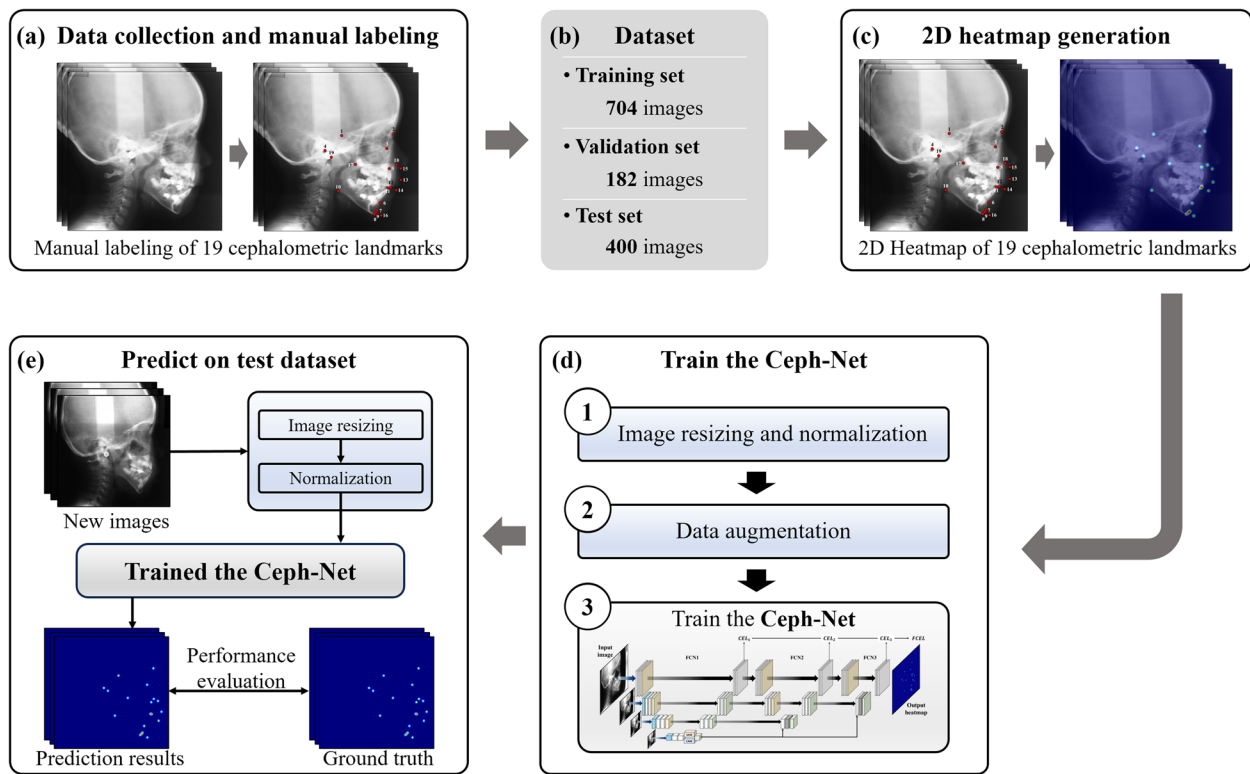 (a) Data collection and manual labeling
Manual labeling of 19 cephalometric landmarks
(b) Dataset
• Training set
704 images
• Validation set
182 images
• Test set
400 images
(c) 2D heatmap generation
2D Heatmap of 19 cephalometric landmarks
(d) Train the Ceph-Net
1
Image resizing and normalization
2
Data augmentation
3
Train the Ceph-Net
Input
image
FCN1
FCN2
FCN3
FCEL
Output
heatmap
(e) Predict on test dataset
Image resizing
Normalization
New images
Trained the Ceph-Net
Performance
evaluation
Prediction results
Ground truth